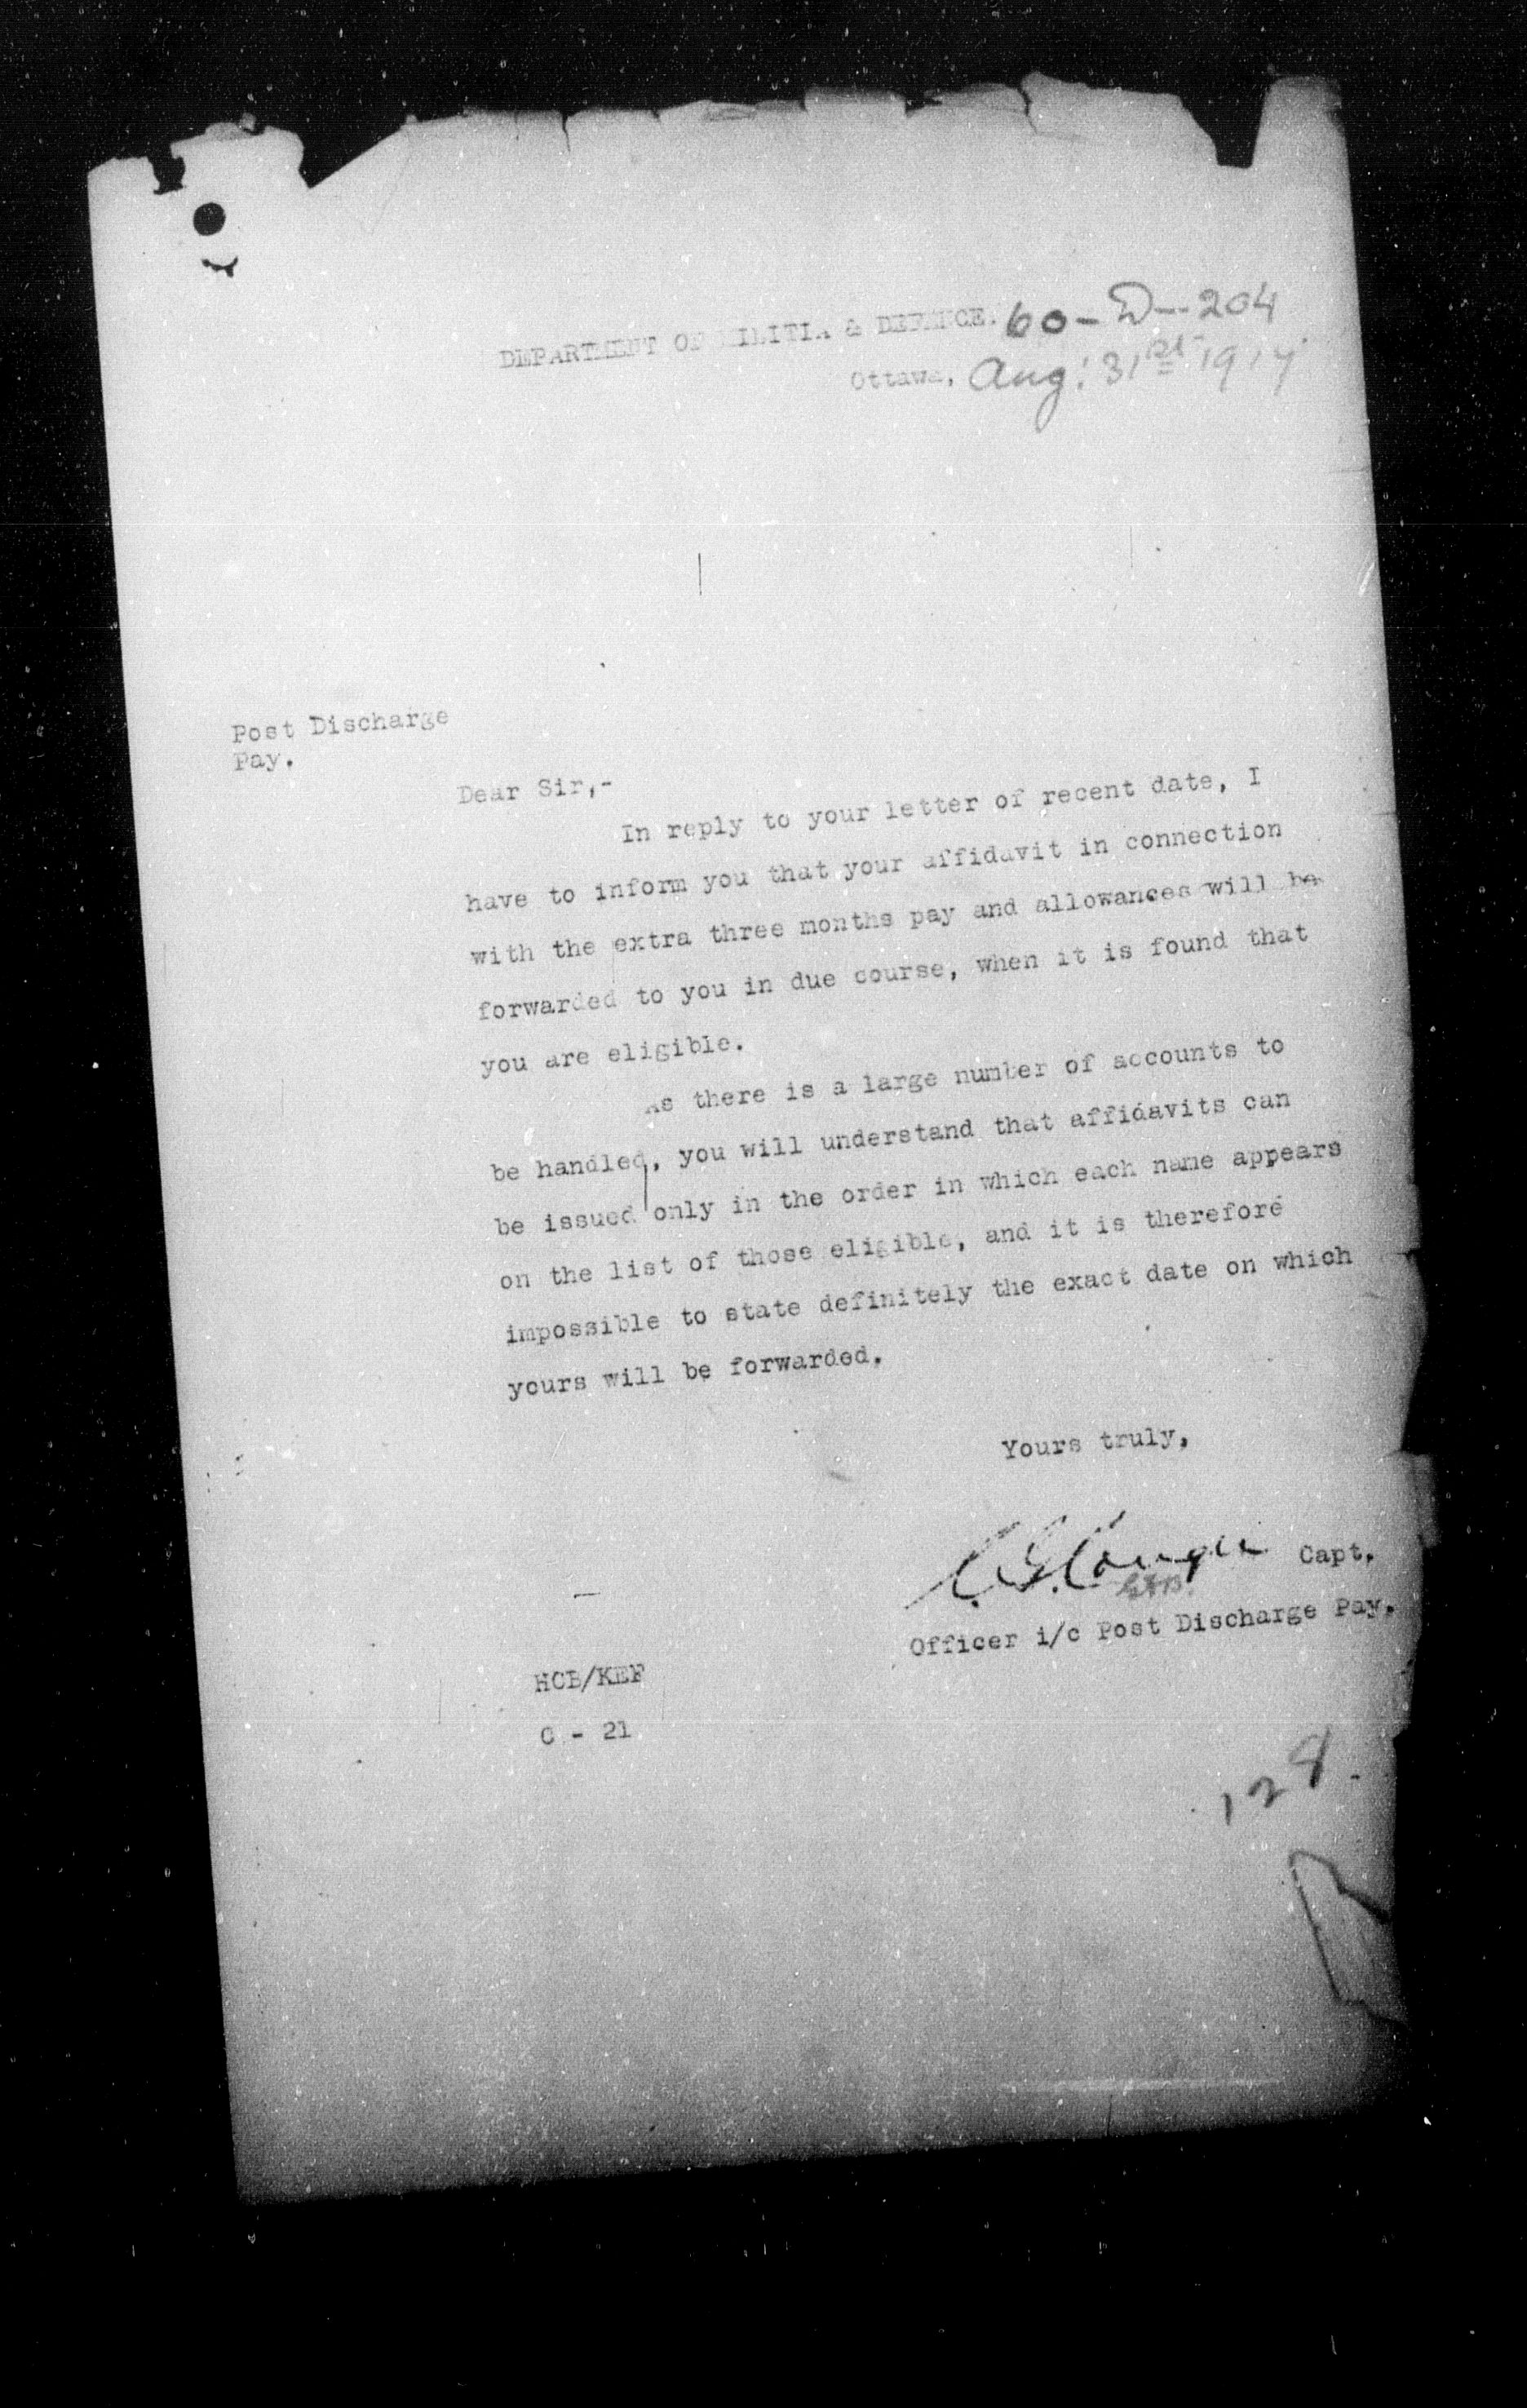 DEPARTMENT OF MILITIA & DEFENCE. 60-D-204
Ottawa, Aug: 31st 1917
Post Discharge
Pay.
Dear Sir,-
In reply to your letter of recent date, I
have to inform you that your affidavit in connection
with the extra three months pay and allowances will be
forwarded to you in due course, when it is found that
you are eligible.
As there is a large number of accounts to
be handled, you will understand that affidavits can
be issued only in the order in which each name appears
on the list of those eligible, and it is therefore
impossible to state definitely the exact date on which
yours will be forwarded.
Yours truly,
Capt.
Officer i/c Post Discharge Pay.
HCB/KEF
C - 21
128